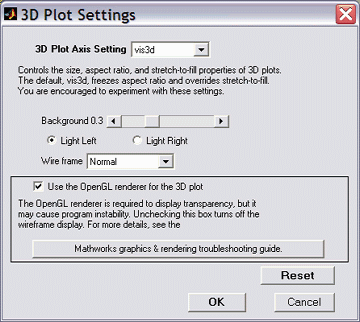 3D Plot Settings
3D Plot Axis Setting vis3d
Controls the size, aspect ratio, and stretch-to-fill properties of 3D plots.
The default, vis3d, freezes aspect ratio and overrides stretch-to-fill.
You are encouraged to experiment with these settings.
Background 0.3
Light Left Light Right
Wire frame Normal
Use the OpenGL renderer for the 3D plot
The OpenGL renderer is required to display transparency, but it
may cause program instability. Unchecking this box turns off the
wireframe display. For more details, see the
Mathworks graphics & rendering troubleshooting guide.
Reset
OK Cancel